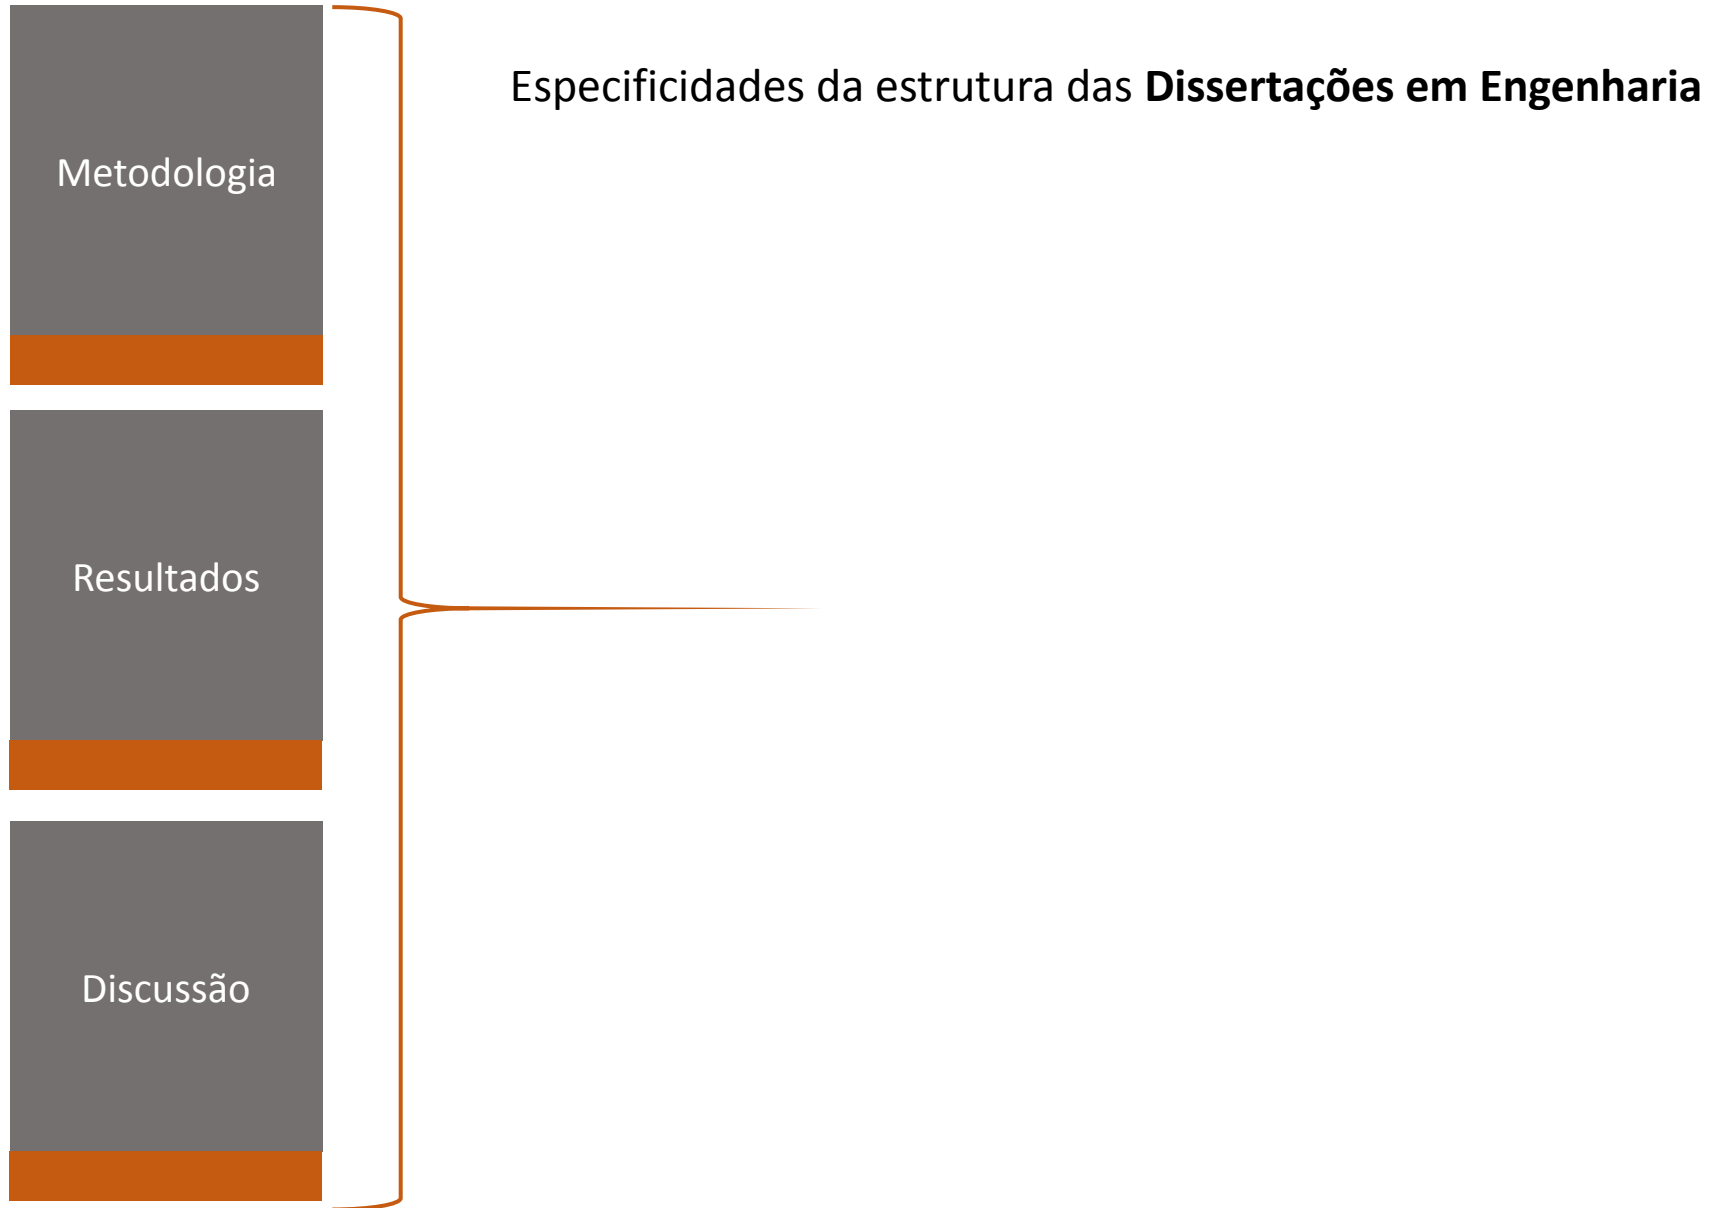 Especificidades da estrutura das Dissertações em Engenharia
Metodologia
Resultados
Discussão